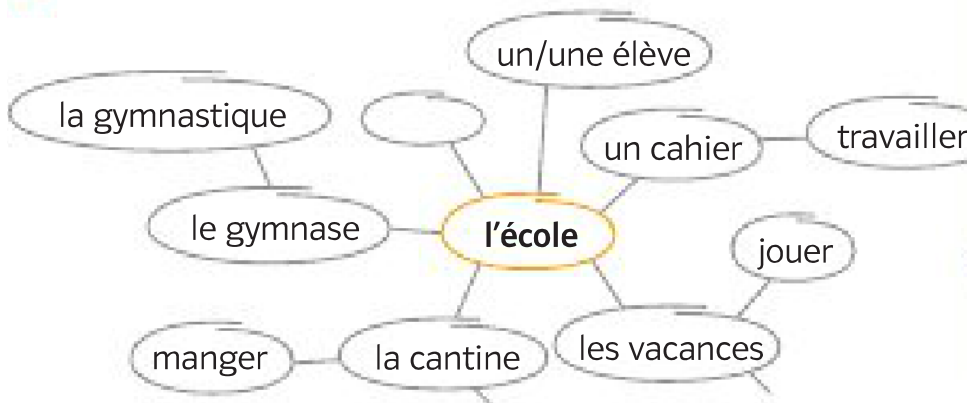 un/une élève
la gymnastique
un cahier
travailler
le gymnase
l'école
jouer
manger
la cantine
les vacances